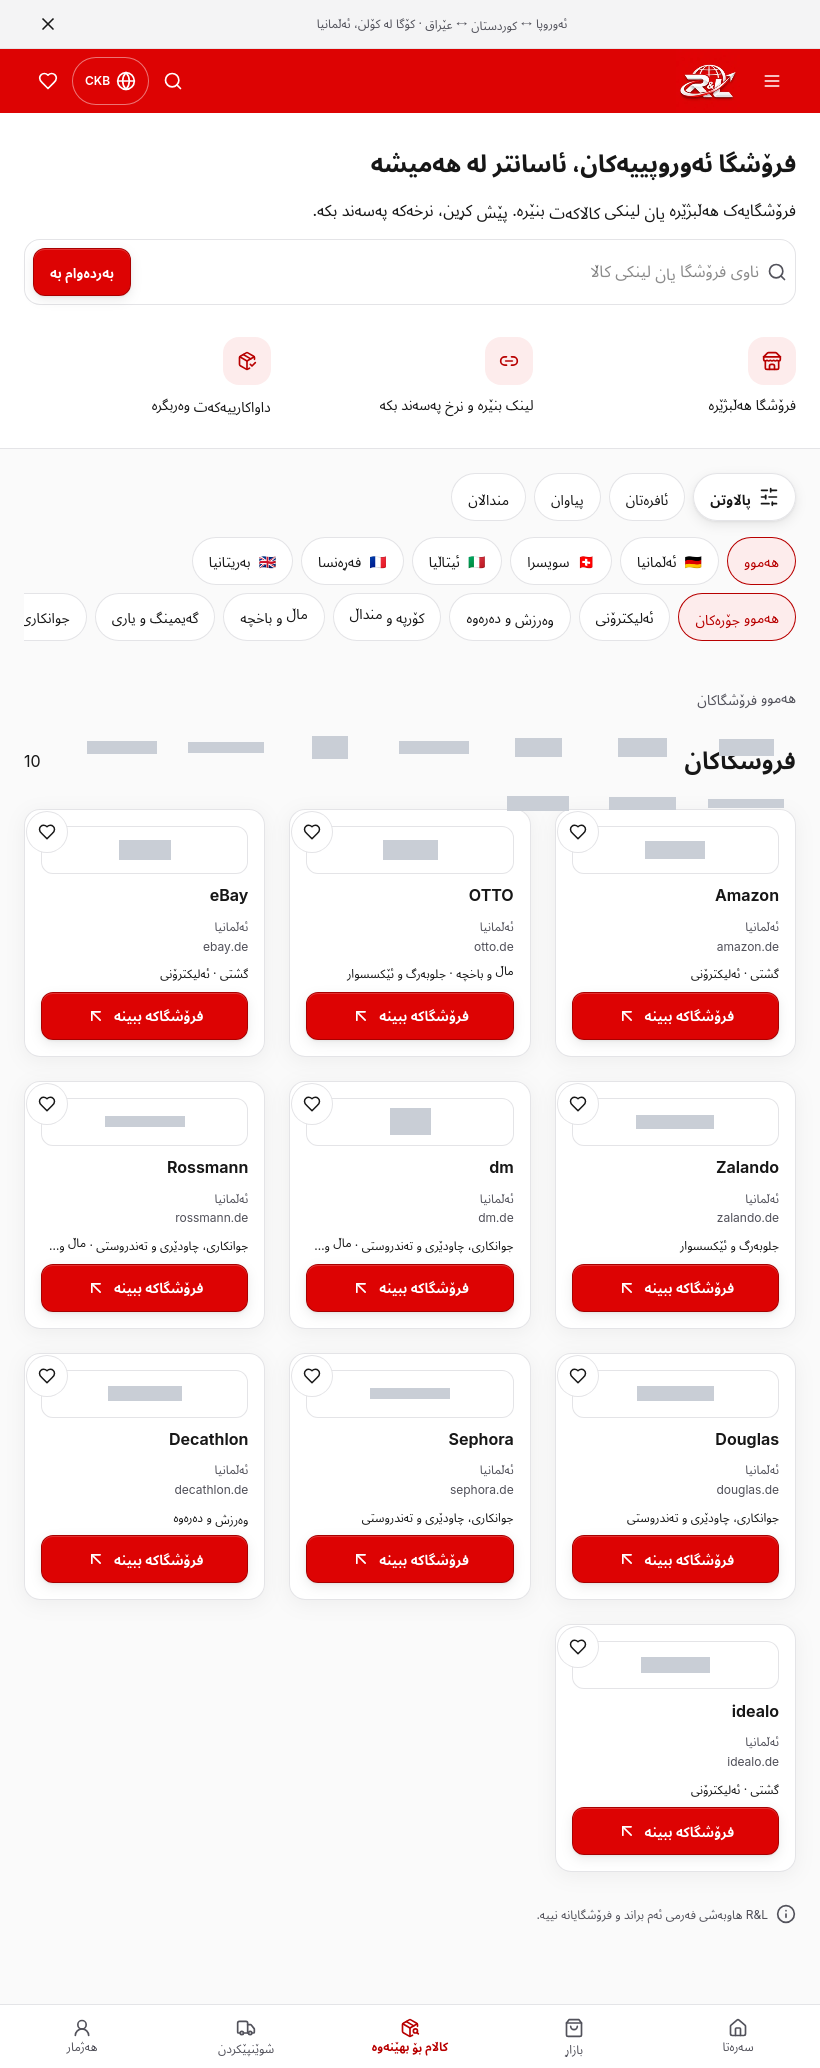 ئەوروپا ↔ کوردستان ↔ عێراق · کۆگا لە کۆلن، ئەڵمانیا
R&L
CKB
فرۆشگا ئەوروپییەکان، ئاسانتر لە هەمیشە
فرۆشگایەک هەڵبژێرە یان لینکی کاڵاکەت بنێرە. پێش کڕین، نرخەکە پەسەند بکە.
ناوی فرۆشگا یان لینکی کاڵا
بەردەوام بە
فرۆشگا هەڵبژێرە
لینک بنێرە و نرخ پەسەند بکە
داواکارییەکەت وەربگرە
پاڵاوتن
ئافرەتان
پیاوان
منداڵان
هەموو
ئەڵمانیا
سویسرا
ئیتاڵیا
فەڕەنسا
بەریتانیا
هەموو جۆرەکان
ئەلیکترۆنی
وەرزش و دەرەوە
کۆرپە و منداڵ
ماڵ و باخچە
گەیمینگ و یاری
جوانکاری
هەموو فرۆشگاکان
فرۆشگاکان
10
Amazon
ئەڵمانیا
amazon.de
گشتی · ئەلیکترۆنی
فرۆشگاکە ببینە
OTTO
ئەڵمانیا
otto.de
ماڵ و باخچە · جلوبەرگ و ئێکسسوار
فرۆشگاکە ببینە
eBay
ئەڵمانیا
ebay.de
گشتی · ئەلیکترۆنی
فرۆشگاکە ببینە
Zalando
ئەڵمانیا
zalando.de
جلوبەرگ و ئێکسسوار
فرۆشگاکە ببینە
dm
ئەڵمانیا
dm.de
جوانکاری، چاودێری و تەندروستی · ماڵ و...
فرۆشگاکە ببینە
Rossmann
ئەڵمانیا
rossmann.de
جوانکاری، چاودێری و تەندروستی · ماڵ و...
فرۆشگاکە ببینە
Douglas
ئەڵمانیا
douglas.de
جوانکاری، چاودێری و تەندروستی
فرۆشگاکە ببینە
Sephora
ئەڵمانیا
sephora.de
جوانکاری، چاودێری و تەندروستی
فرۆشگاکە ببینە
Decathlon
ئەڵمانیا
decathlon.de
وەرزش و دەرەوە
فرۆشگاکە ببینە
idealo
ئەڵمانیا
idealo.de
گشتی · ئەلیکترۆنی
فرۆشگاکە ببینە
R&L هاوبەشی فەرمی ئەم براند و فرۆشگایانە نییە.
سەرەتا
بازاڕ
کاڵام بۆ بهێنەوە
شوێنپێکردن
هەژمار